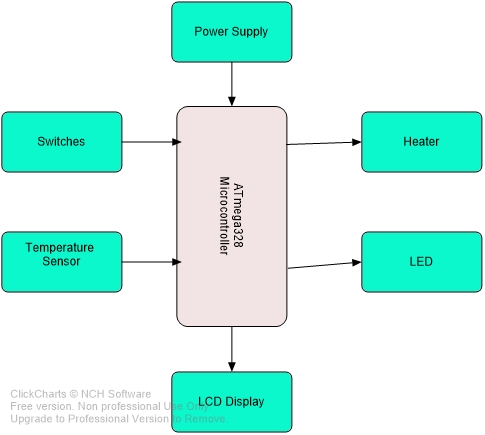 Power Supply
Switches
Heater
ATmega328
Microcontroller
Temperature
Sensor
LED
LCD Display
ClickCharts © NCH Software
Free version. Non professional Use Only.
Upgrade to Professional Version to Remove.